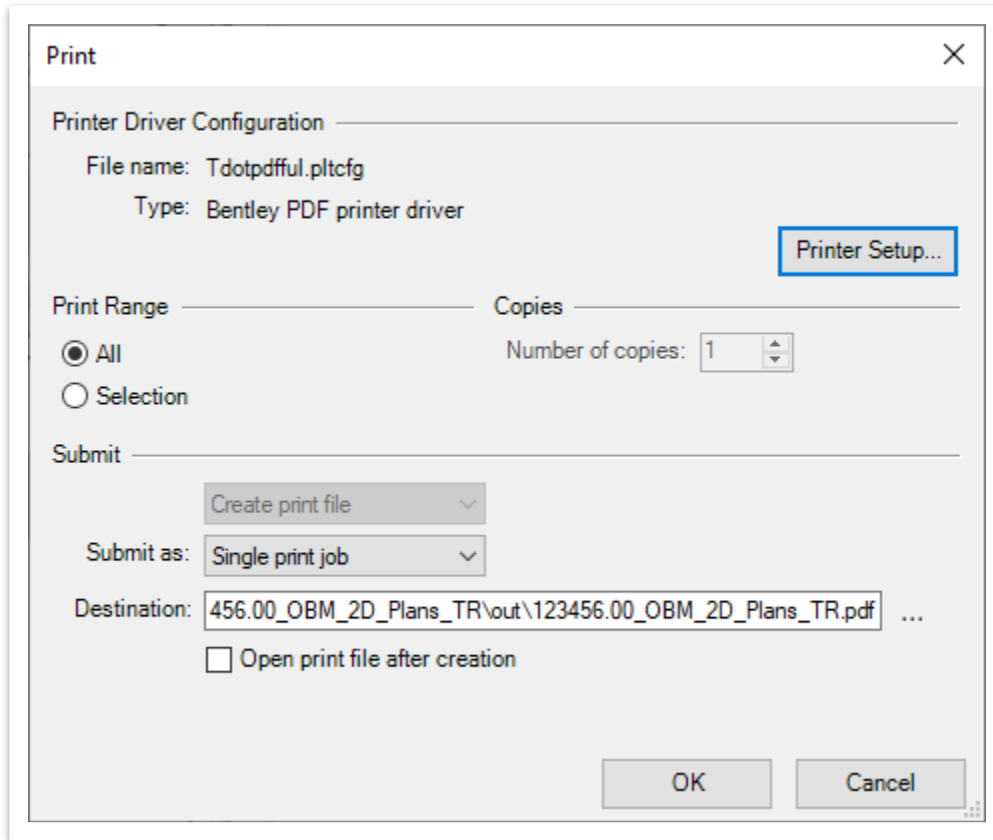 Print
Printer Driver Configuration
File name: Tdotpdfful.pltcfg
Type: Bentley PDF printer driver
Printer Setup...
Print Range
Copies
All
Number of copies: 1
Selection
Submit
Create print file
Submit as: Single print job
Destination: 456.00_OBM_2D_Plans_TR\out\123456.00_OBM_2D_Plans_TR.pdf ...
Open print file after creation
OK
Cancel